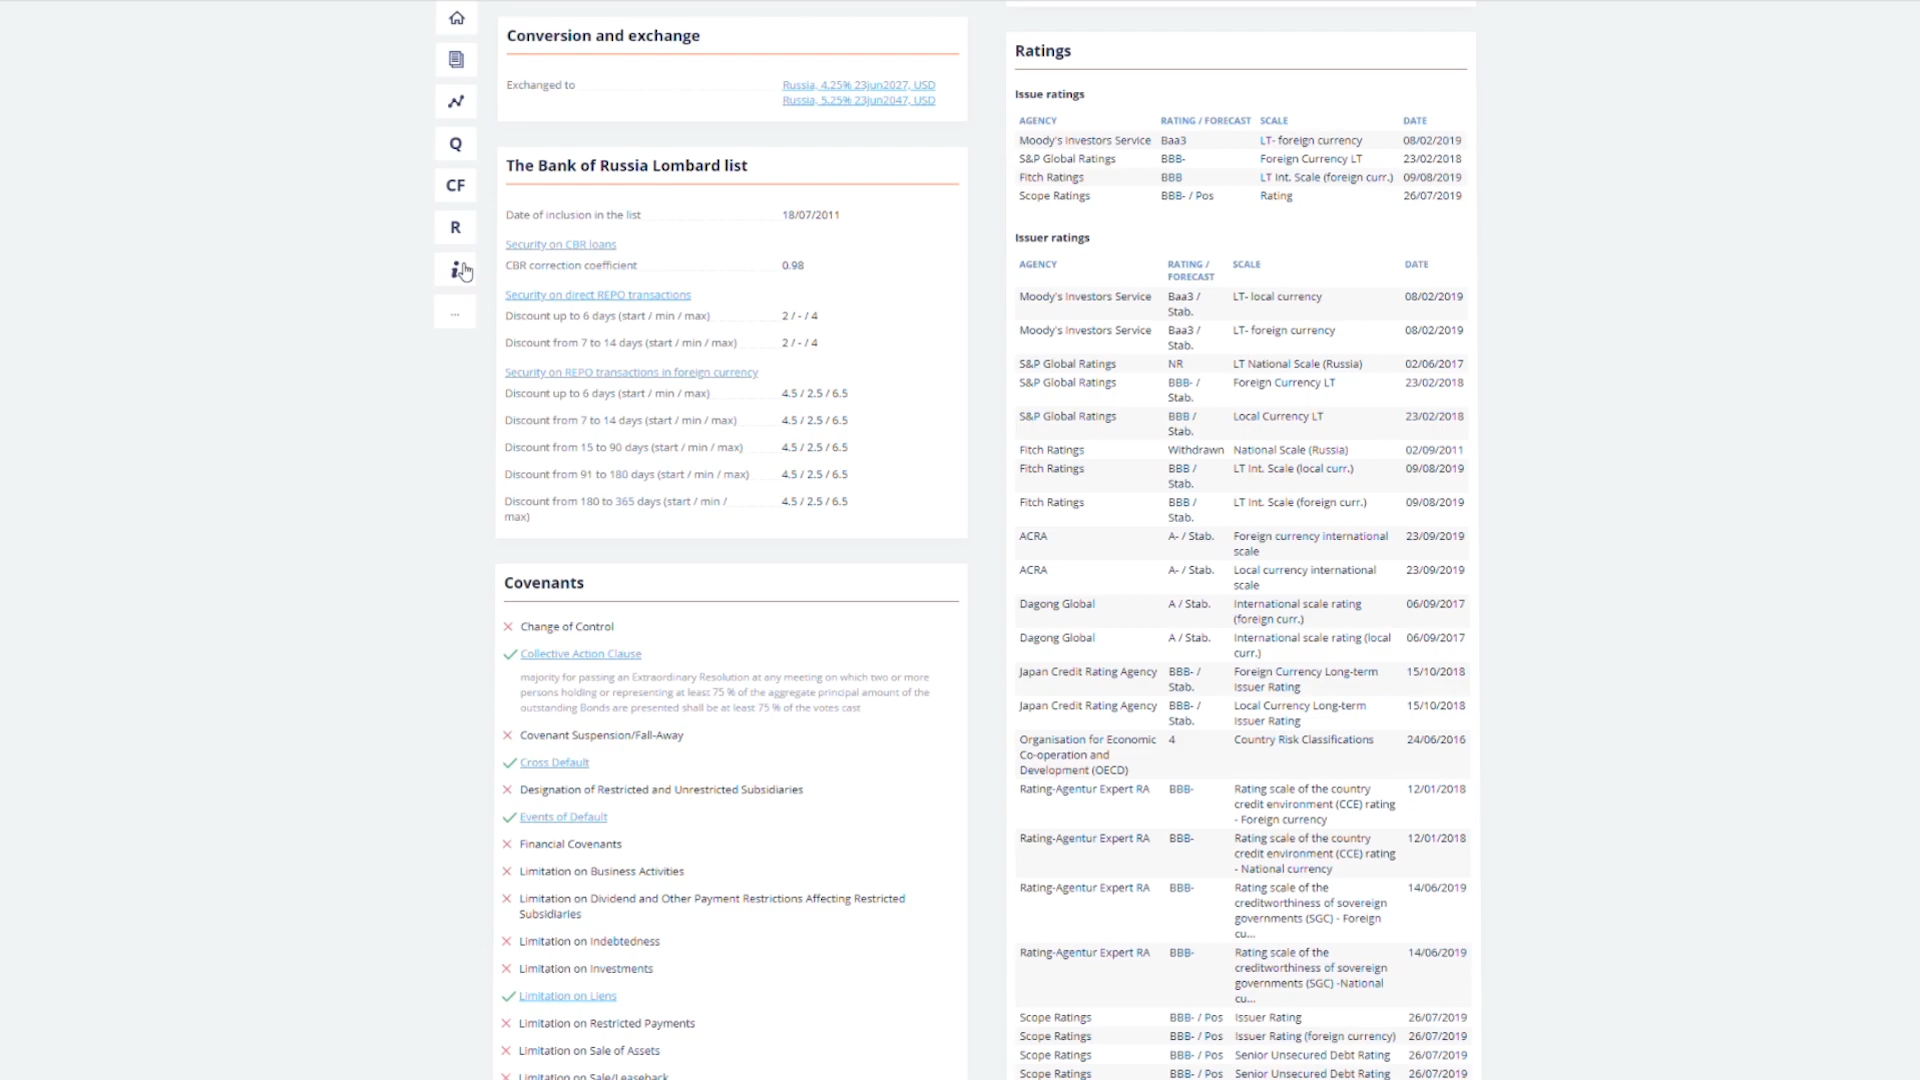 Conversion and exchange
Exchanged to
Russia, 4.25% 23jun2027, USD
Russia, 5.25% 23jun2047, USD
Q
CF
R
i
...
The Bank of Russia Lombard list
Date of inclusion in the list 18/07/2011
Security on CBR loans
CBR correction coefficient 0.98
Security on direct REPO transactions
Discount up to 6 days (start / min / max) 2 / - / 4
Discount from 7 to 14 days (start / min / max) 2 / - / 4
Security on REPO transactions in foreign currency
Discount up to 6 days (start / min / max) 4.5 / 2.5 / 6.5
Discount from 7 to 14 days (start / min / max) 4.5 / 2.5 / 6.5
Discount from 15 to 90 days (start / min / max) 4.5 / 2.5 / 6.5
Discount from 91 to 180 days (start / min / max) 4.5 / 2.5 / 6.5
Discount from 180 to 365 days (start / min / 4.5 / 2.5 / 6.5
max)
Covenants
Change of Control
Collective Action Clause
majority for passing an Extraordinary Resolution at any meeting on which two or more
persons holding or representing at least 75 % of the aggregate principal amount of the
outstanding Bonds are presented shall be at least 75 % of the votes cast
Covenant Suspension/Fall-Away
Cross Default
Designation of Restricted and Unrestricted Subsidiaries
Events of Default
Financial Covenants
Limitation on Business Activities
Limitation on Dividend and Other Payment Restrictions Affecting Restricted
Subsidiaries
Limitation on Indebtedness
Limitation on Investments
Limitation on Liens
Limitation on Restricted Payments
Limitation on Sale of Assets
Limitation on Sale/Leaseback
Ratings
Issue ratings
AGENCY RATING / FORECAST SCALE DATE
Moody's Investors Service Baa3 LT- foreign currency 08/02/2019
S&P Global Ratings BBB- Foreign Currency LT 23/02/2018
Fitch Ratings BBB LT Int. Scale (foreign curr.) 09/08/2019
Scope Ratings BBB- / Pos Rating 26/07/2019
Issuer ratings
AGENCY RATING / SCALE DATE
FORECAST
Moody's Investors Service Baa3 / LT- local currency 08/02/2019
Stab.
Moody's Investors Service Baa3 / LT- foreign currency 08/02/2019
Stab.
S&P Global Ratings NR LT National Scale (Russia) 02/06/2017
S&P Global Ratings BBB- / Foreign Currency LT 23/02/2018
Stab.
S&P Global Ratings BBB / Local Currency LT 23/02/2018
Stab.
Fitch Ratings Withdrawn National Scale (Russia) 02/09/2011
Fitch Ratings BBB / LT Int. Scale (local curr.) 09/08/2019
Stab.
Fitch Ratings BBB / LT Int. Scale (foreign curr.) 09/08/2019
Stab.
ACRA A- / Stab. Foreign currency international 23/09/2019
scale
ACRA A- / Stab. Local currency international 23/09/2019
scale
Dagong Global A / Stab. International scale rating 06/09/2017
(foreign curr.)
Dagong Global A / Stab. International scale rating (local 06/09/2017
curr.)
Japan Credit Rating Agency BBB- / Foreign Currency Long-term 15/10/2018
Stab. Issuer Rating
Japan Credit Rating Agency BBB- / Local Currency Long-term 15/10/2018
Stab. Issuer Rating
Organisation for Economic 4 Country Risk Classifications 24/06/2016
Co-operation and
Development (OECD)
Rating-Agentur Expert RA BBB- Rating scale of the country 12/01/2018
credit environment (CCE) rating
- Foreign currency
Rating-Agentur Expert RA BBB- Rating scale of the country 12/01/2018
credit environment (CCE) rating
- National currency
Rating-Agentur Expert RA BBB- Rating scale of the 14/06/2019
creditworthiness of sovereign
governments (SGC) - Foreign
cu...
Rating-Agentur Expert RA BBB- Rating scale of the 14/06/2019
creditworthiness of sovereign
governments (SGC) -National
cu...
Scope Ratings BBB- / Pos Issuer Rating 26/07/2019
Scope Ratings BBB- / Pos Issuer Rating (foreign currency) 26/07/2019
Scope Ratings BBB- / Pos Senior Unsecured Debt Rating 26/07/2019
Scope Ratings BBB- / Pos Senior Unsecured Debt Rating 26/07/2019